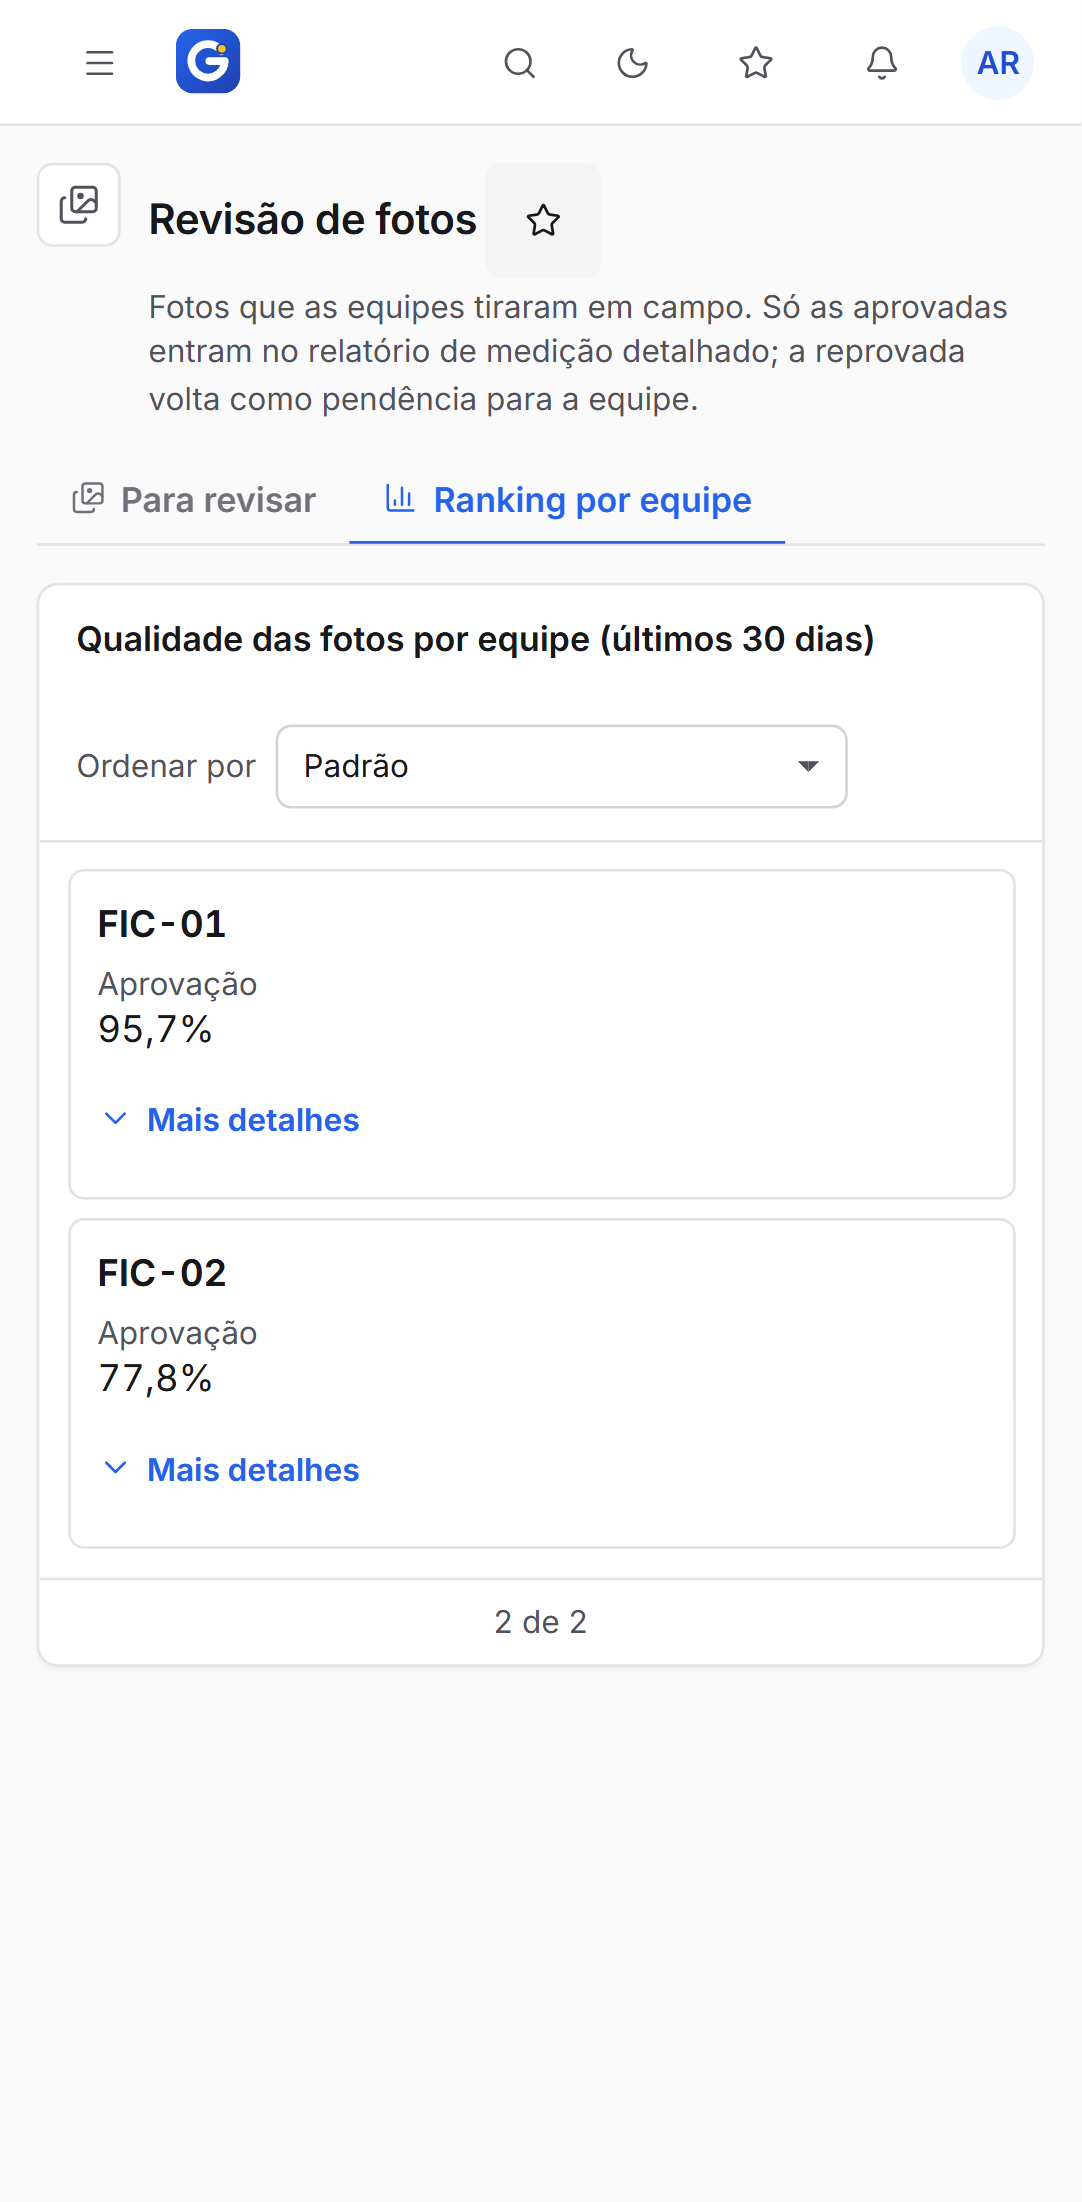 G
AR
Revisão de fotos
Fotos que as equipes tiraram em campo. Só as aprovadas
entram no relatório de medição detalhado; a reprovada
volta como pendência para a equipe.
Para revisar
Ranking por equipe
Qualidade das fotos por equipe (últimos 30 dias)
Ordenar por
Padrão
FIC-01
Aprovação
95,7%
Mais detalhes
FIC-02
Aprovação
77,8%
Mais detalhes
2 de 2